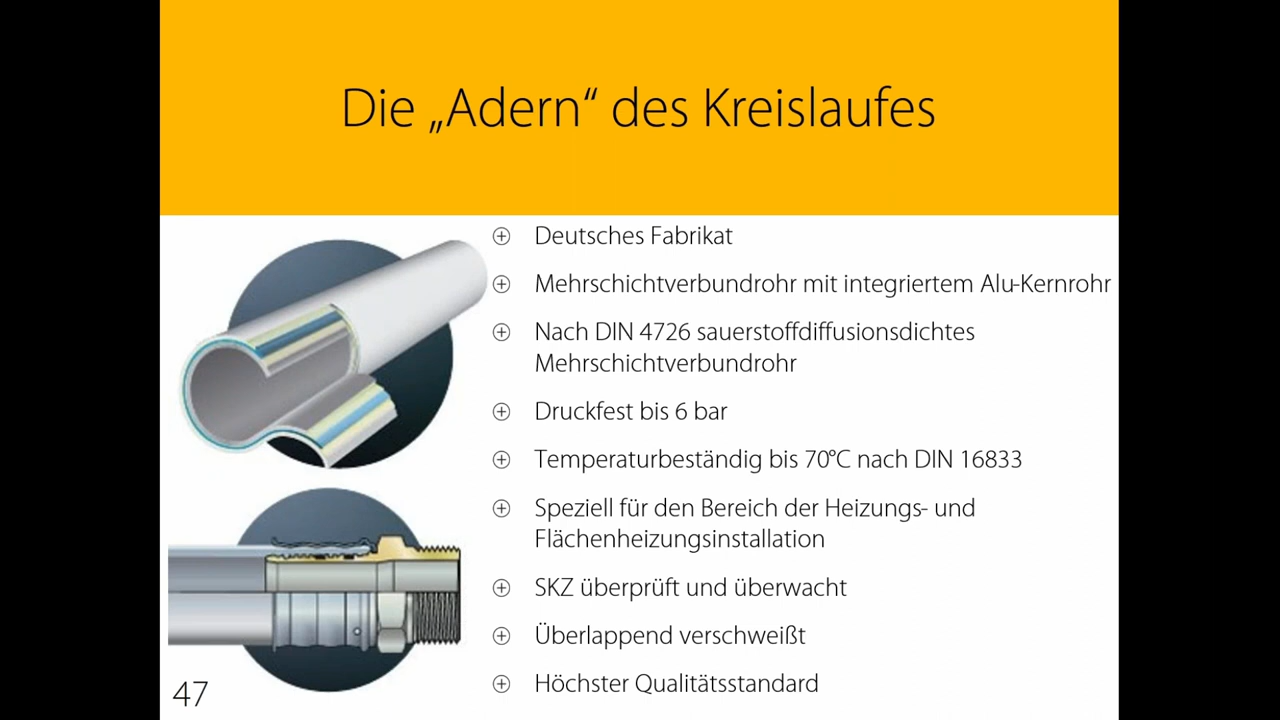 Die „Adern“ des Kreislaufes
Deutsches Fabrikat
Mehrschichtverbundrohr mit integriertem Alu-Kernrohr
Nach DIN 4726 sauerstoffdiffusionsdichtes
Mehrschichtverbundrohr
Druckfest bis 6 bar
Temperaturbeständig bis 70°C nach DIN 16833
Speziell für den Bereich der Heizungs- und
Flächenheizungsinstallation
SKZ überprüft und überwacht
Überlappend verschweißt
Höchster Qualitätsstandard
47